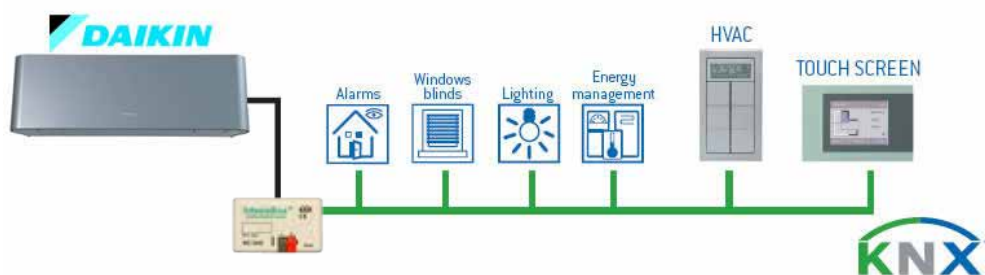 DAIKIN
HVAC
TOUCH SCREEN
Alarms
Windows
blinds
Lighting
Energy
management
KNX